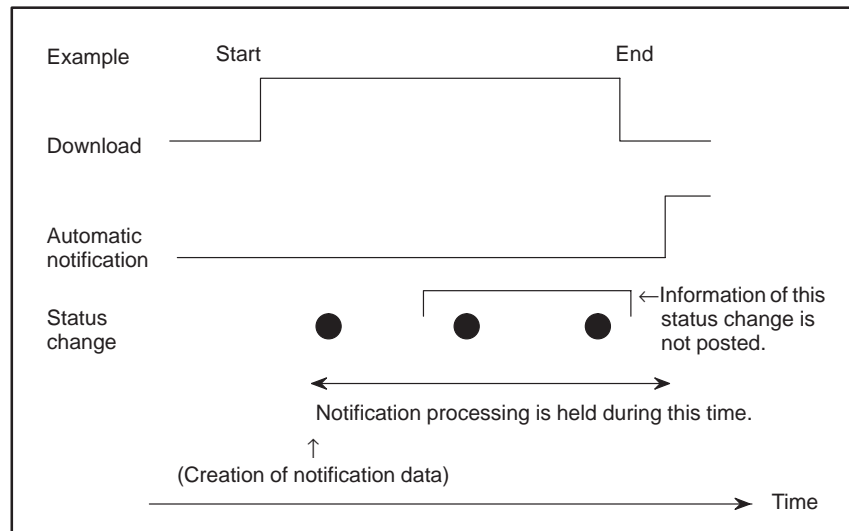 Example
Start
End
Download
Automatic
notification
Status
change
←Information of this
status change is
not posted.
Notification processing is held during this time.
↑
(Creation of notification data)
Time